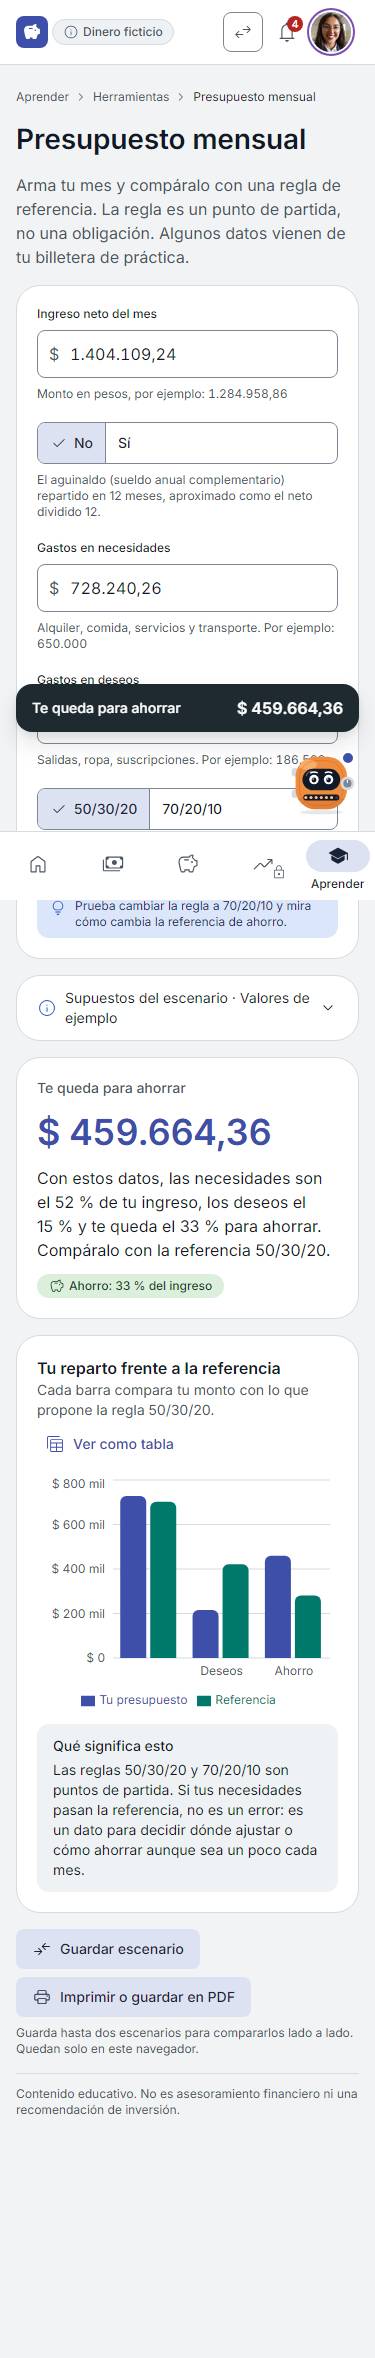 Dinero ficticio
4
Aprender > Herramientas > Presupuesto mensual
Presupuesto mensual
Arma tu mes y compáralo con una regla de
referencia. La regla es un punto de partida,
no una obligación. Algunos datos vienen de
tu billetera de práctica.
Ingreso neto del mes
$ 1.404.109,24
Monto en pesos, por ejemplo: 1.284.958,86
No Sí
El aguinaldo (sueldo anual complementario)
repartido en 12 meses, aproximado como el neto
dividido 12.
Gastos en necesidades
$ 728.240,26
Alquiler, comida, servicios y transporte. Por ejemplo:
650.000
Gastos en deseos
Te queda para ahorrar $ 459.664,36
Salidas, ropa, suscripciones. Por ejemplo:
50/30/20 70/20/10
Aprender
Prueba cambiar la regla a 70/20/10 y mira
cómo cambia la referencia de ahorro.
Supuestos del escenario · Valores de
ejemplo
Te queda para ahorrar
$ 459.664,36
Con estos datos, las necesidades son
el 52 % de tu ingreso, los deseos el
15 % y te queda el 33 % para ahorrar.
Compáralo con la referencia 50/30/20.
Ahorro: 33 % del ingreso
Tu reparto frente a la referencia
Cada barra compara tu monto con lo que
propone la regla 50/30/20.
Ver como tabla
$ 800 mil
$ 600 mil
$ 400 mil
$ 200 mil
$ 0
Deseos Ahorro
Tu presupuesto Referencia
Qué significa esto
Las reglas 50/30/20 y 70/20/10 son
puntos de partida. Si tus necesidades
pasan la referencia, no es un error: es
un dato para decidir dónde ajustar o
cómo ahorrar aunque sea un poco cada
mes.
Guardar escenario
Imprimir o guardar en PDF
Guarda hasta dos escenarios para compararlos lado a lado.
Quedan solo en este navegador.
Contenido educativo. No es asesoramiento financiero ni una
recomendación de inversión.